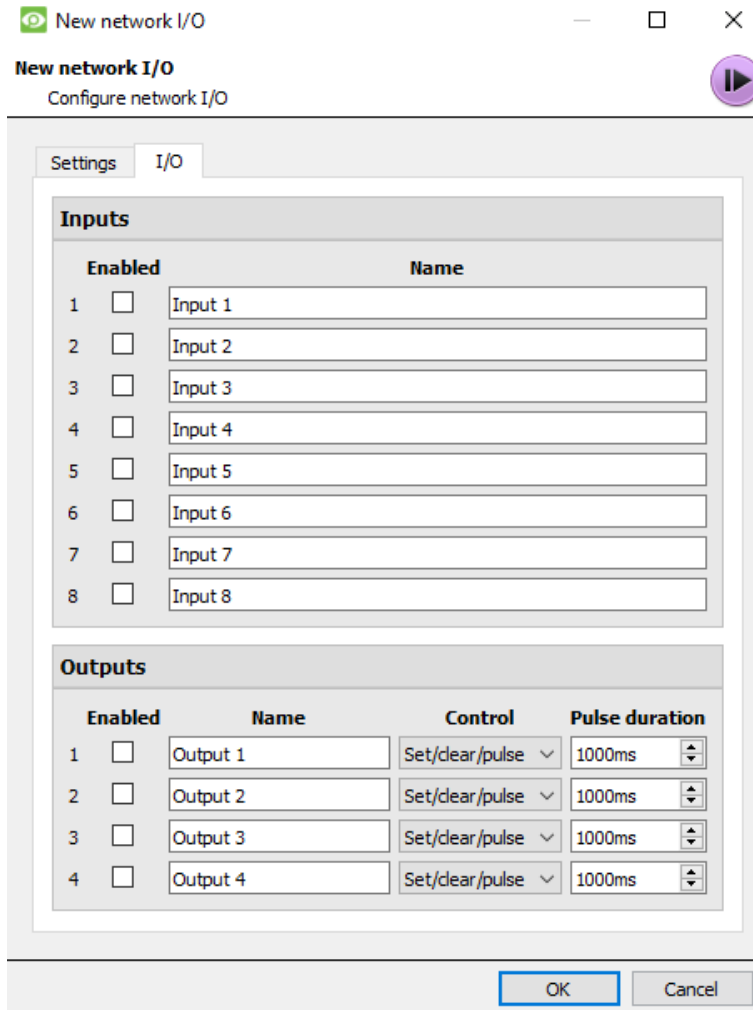 New network I/O
New network I/O
Configure network I/O
Settings I/O
Inputs
Enabled Name
1 Input 1
2 Input 2
3 Input 3
4 Input 4
5 Input 5
6 Input 6
7 Input 7
8 Input 8
Outputs
Enabled Name Control Pulse duration
1 Output 1 Set/clear/pulse 1000ms
2 Output 2 Set/clear/pulse 1000ms
3 Output 3 Set/clear/pulse 1000ms
4 Output 4 Set/clear/pulse 1000ms
OK Cancel